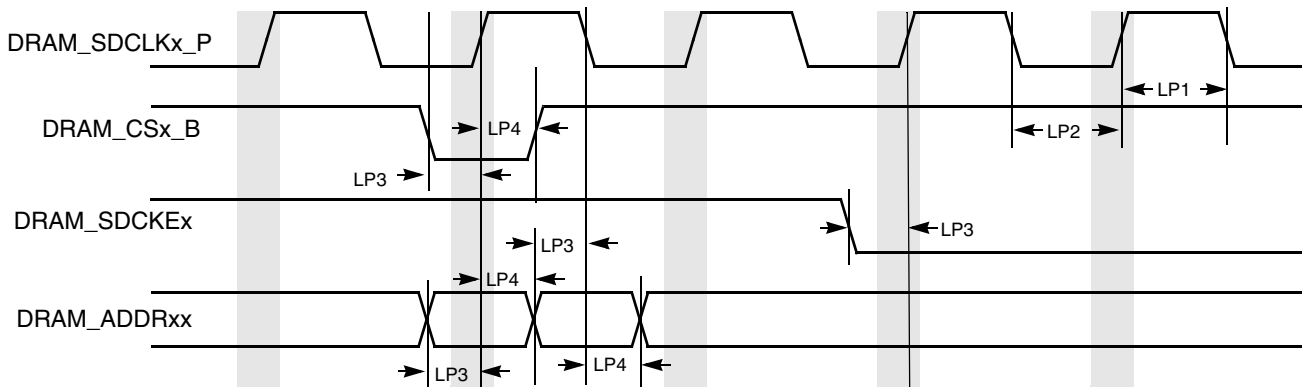 DRAM_SDCLKx_P
LP1
DRAM_CSx_B
LP4
LP2
LP3
DRAM_SDCKEx
LP3
LP3
LP4
DRAM_ADDRxx
LP4
LP3